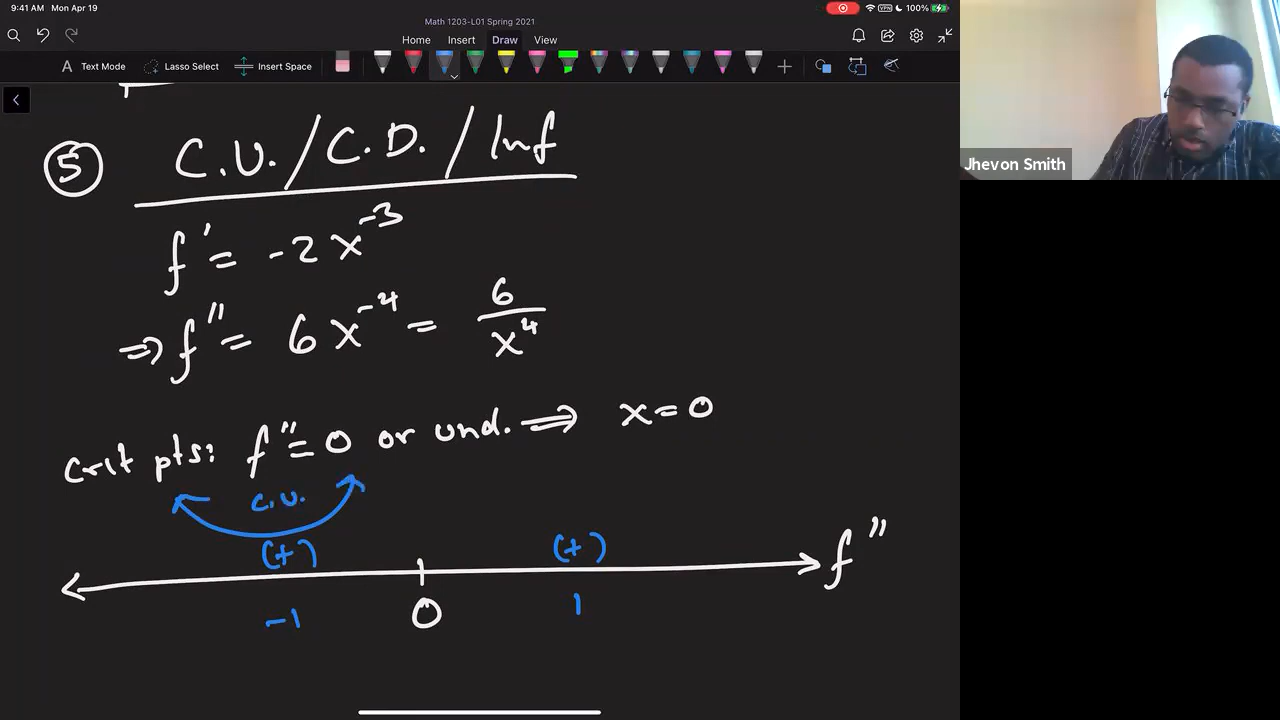 9:41 AM Mon Apr 19
VPN 100%
Math 1203-L01 Spring 2021
Home Insert Draw View
Text Mode Lasso Select Insert Space
Jhevon Smith
5 C.U./C.D./Inf
f' = -2x^-3
⇒ f'' = 6x^-4 = 6/x^4
Crit pts: f'' = 0 or und. ⇒ x = 0
C.U.
(+) (+) f''
-1 0 1